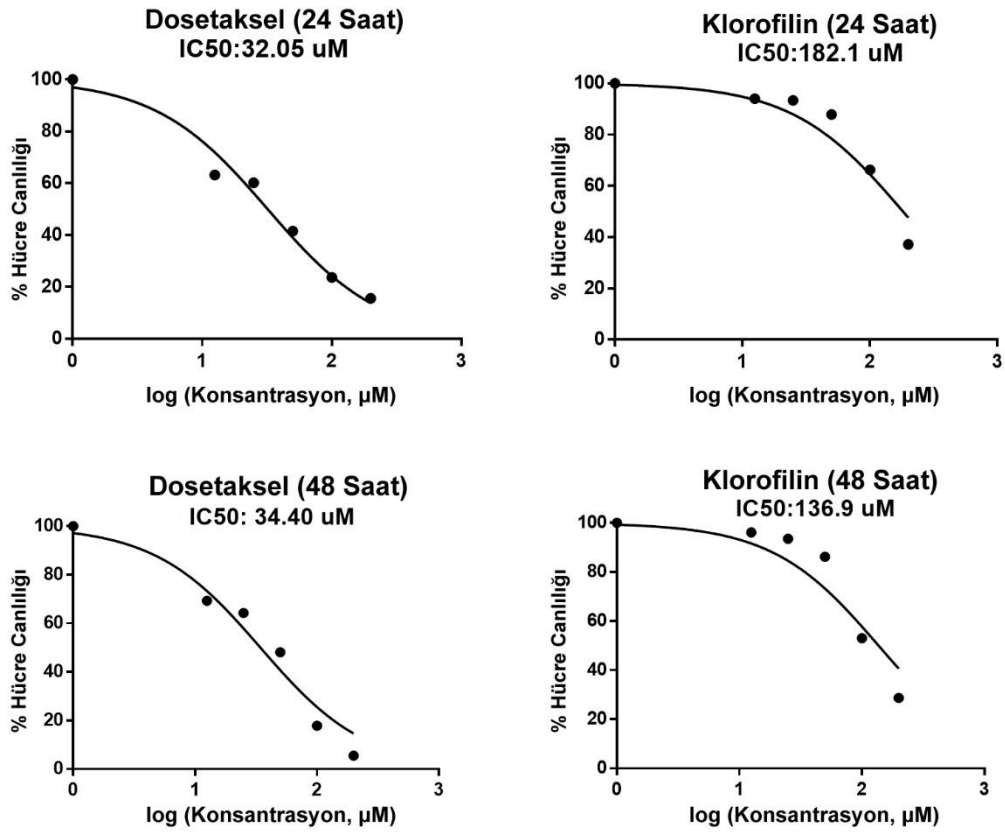 Dosetaksel (24 Saat)
IC50:32.05 uM
% Hücre Canlılığı
100
80
60
40
20
0
0
1
2
3
log (Konsantrasyon, µM)
Klorofilin (24 Saat)
IC50:182.1 uM
% Hücre Canlılığı
100
80
60
40
20
0
0
1
2
3
log (Konsantrasyon, µM)
Dosetaksel (48 Saat)
IC50: 34.40 uM
% Hücre Canlılığı
100
80
60
40
20
0
0
1
2
3
log (Konsantrasyon, µM)
Klorofilin (48 Saat)
IC50:136.9 uM
% Hücre Canlılığı
100
80
60
40
20
0
0
1
2
3
log (Konsantrasyon, µM)